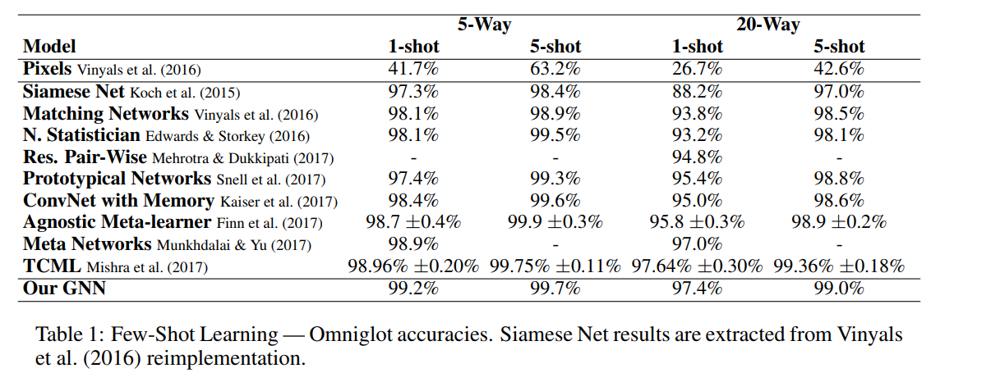 5-Way 20-Way
Model 1-shot 5-shot 1-shot 5-shot
Pixels Vinyals et al. (2016) 41.7% 63.2% 26.7% 42.6%
Siamese Net Koch et al. (2015) 97.3% 98.4% 88.2% 97.0%
Matching Networks Vinyals et al. (2016) 98.1% 98.9% 93.8% 98.5%
N. Statistician Edwards & Storkey (2016) 98.1% 99.5% 93.2% 98.1%
Res. Pair-Wise Mehrotra & Dukkipati (2017) - - 94.8% -
Prototypical Networks Snell et al. (2017) 97.4% 99.3% 95.4% 98.8%
ConvNet with Memory Kaiser et al. (2017) 98.4% 99.6% 95.0% 98.6%
Agnostic Meta-learner Finn et al. (2017) 98.7 ±0.4% 99.9 ±0.3% 95.8 ±0.3% 98.9 ±0.2%
Meta Networks Munkhdalai & Yu (2017) 98.9% - 97.0% -
TCML Mishra et al. (2017) 98.96% ±0.20% 99.75% ±0.11% 97.64% ±0.30% 99.36% ±0.18%
Our GNN 99.2% 99.7% 97.4% 99.0%
Table 1: Few-Shot Learning — Omniglot accuracies. Siamese Net results are extracted from Vinyals
et al. (2016) reimplementation.